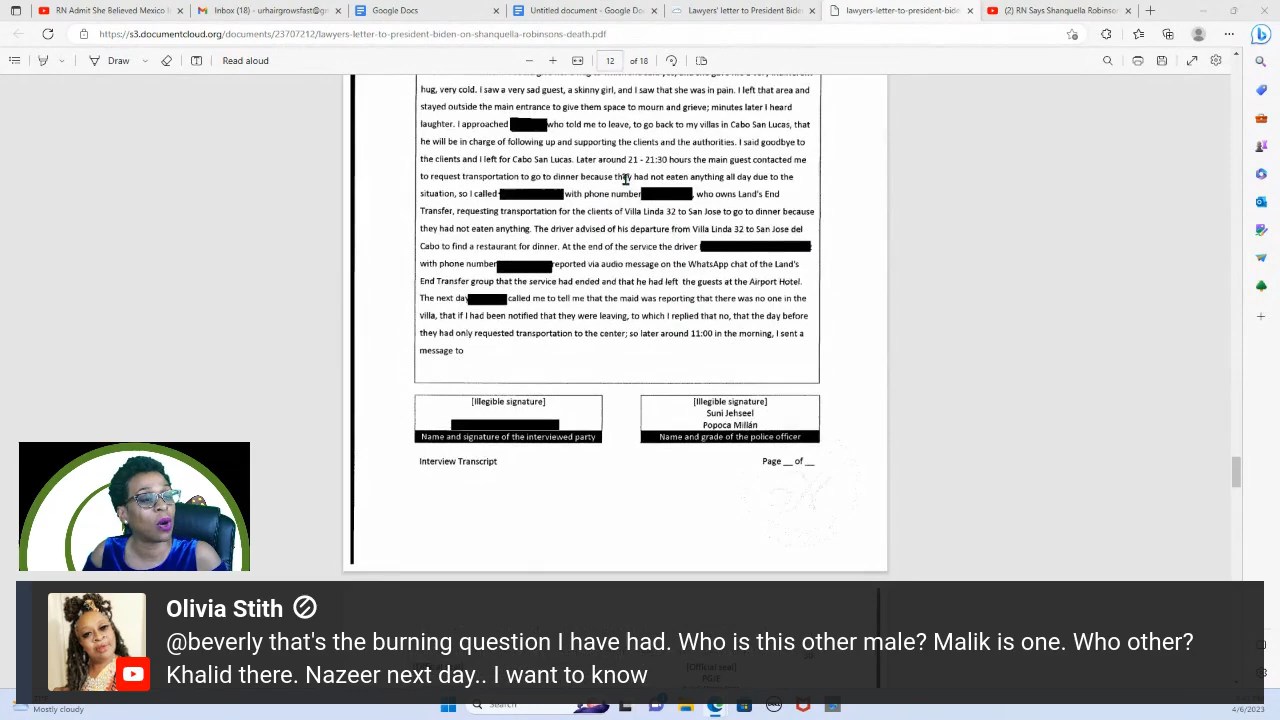 RN Says She Believed Mexico
(1) vanessa - uhairgrowsfast@gr
Google Docs
Untitled document - Google D
Lawyers' letter to President Bide
lawyers-letter-to-president-bide
(2) RN Says Shanquella Robinson
https://s3.documentcloud.org/documents/23707212/lawyers-letter-to-president-biden-on-shanquella-robinsons-death.pdf
Draw
Read aloud
12 of 18
hug, very cold. I saw a very sad guest, a skinny girl, and I saw that she was in pain. I left that area and
stayed outside the main entrance to give them space to mourn and grieve; minutes later I heard
laughter. I approached who told me to leave, to go back to my villas in Cabo San Lucas, that
he will be in charge of following up and supporting the clients and the authorities. I said goodbye to
the clients and I left for Cabo San Lucas. Later around 21 - 21:30 hours the main guest contacted me
to request transportation to go to dinner because they had not eaten anything all day due to the
situation, so I called with phone number , who owns Land's End
Transfer, requesting transportation for the clients of Villa Linda 32 to San Jose to go to dinner because
they had not eaten anything. The driver advised of his departure from Villa Linda 32 to San Jose del
Cabo to find a restaurant for dinner. At the end of the service the driver
with phone number reported via audio message on the WhatsApp chat of the Land's
End Transfer group that the service had ended and that he had left the guests at the Airport Hotel.
The next day called me to tell me that the maid was reporting that there was no one in the
villa, that if I had been notified that they were leaving, to which I replied that no, that the day before
they had only requested transportation to the center; so later around 11:00 in the morning, I sent a
message to
[Illegible signature]
Name and signature of the interviewed party
[Illegible signature]
Suni Jehseel
Popoca Millán
Name and grade of the police officer
Interview Transcript
Page __ of __
Olivia Stith
@beverly that's the burning question I have had. Who is this other male? Malik is one. Who other?
Khalid there. Nazeer next day.. I want to know
[Official seal]
PGJE
Mostly cloudy
Search
4/6/2023